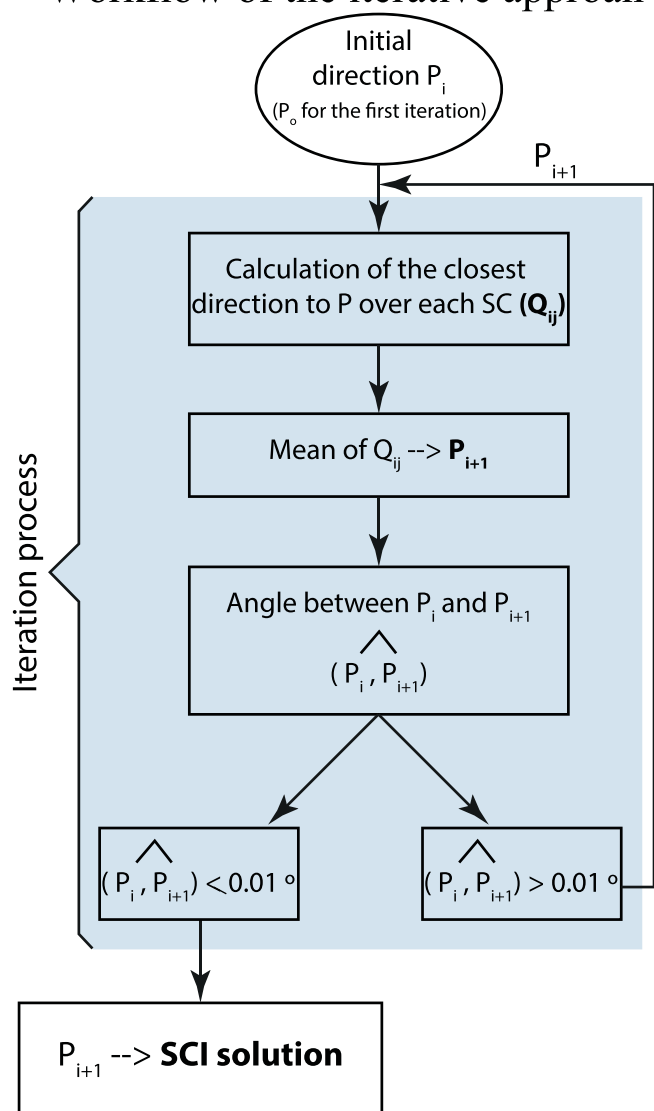 Workflow of the iterative approah
Initial
direction Pi
(Po for the first iteration)
Pi+1
Calculation of the closest
direction to P over each SC (Qij)
Mean of Qij --> Pi+1
Iteration process
Angle between Pi and Pi+1
( Pi , Pi+1)
( Pi , Pi+1) < 0.01 º
( Pi , Pi+1) > 0.01 º
Pi+1 --> SCI solution